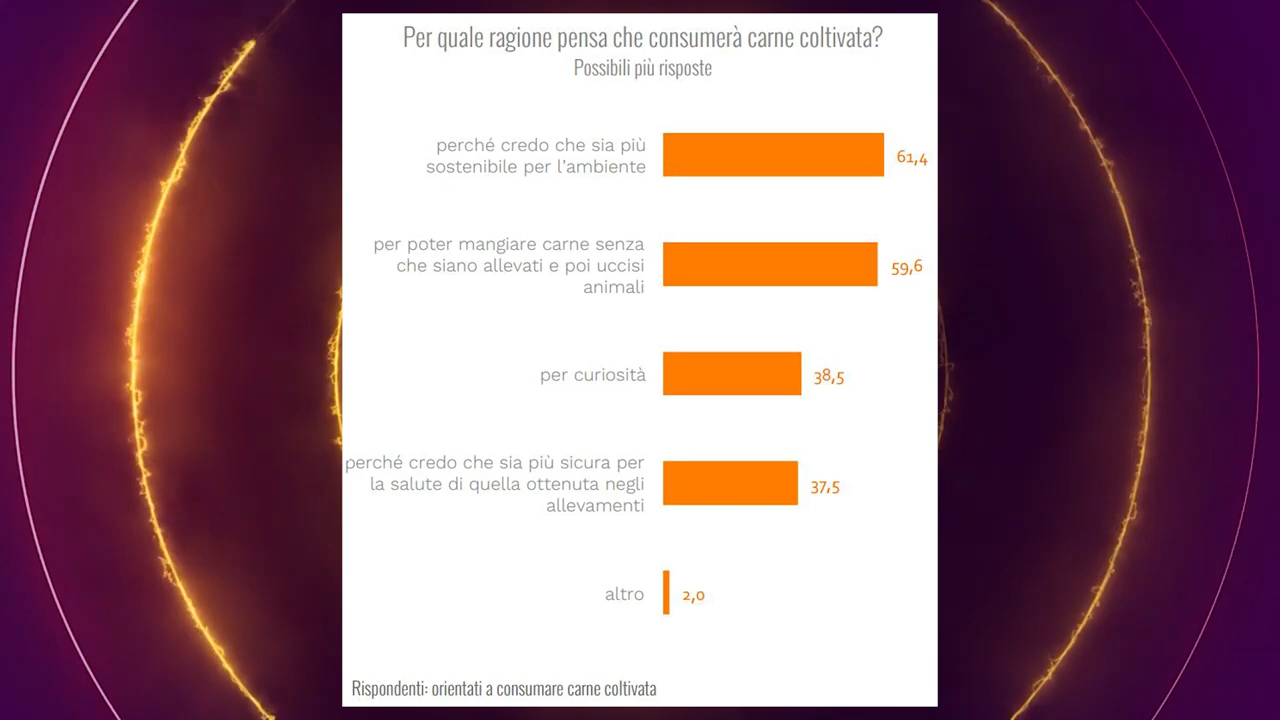 Per quale ragione pensa che consumerà carne coltivata?
Possibili più risposte
perché credo che sia più
sostenibile per l'ambiente
61,4
per poter mangiare carne senza
che siano allevati e poi uccisi
animali
59,6
per curiosità
38,5
perché credo che sia più sicura per
la salute di quella ottenuta negli
allevamenti
37,5
altro
2,0
Rispondenti: orientati a consumare carne coltivata